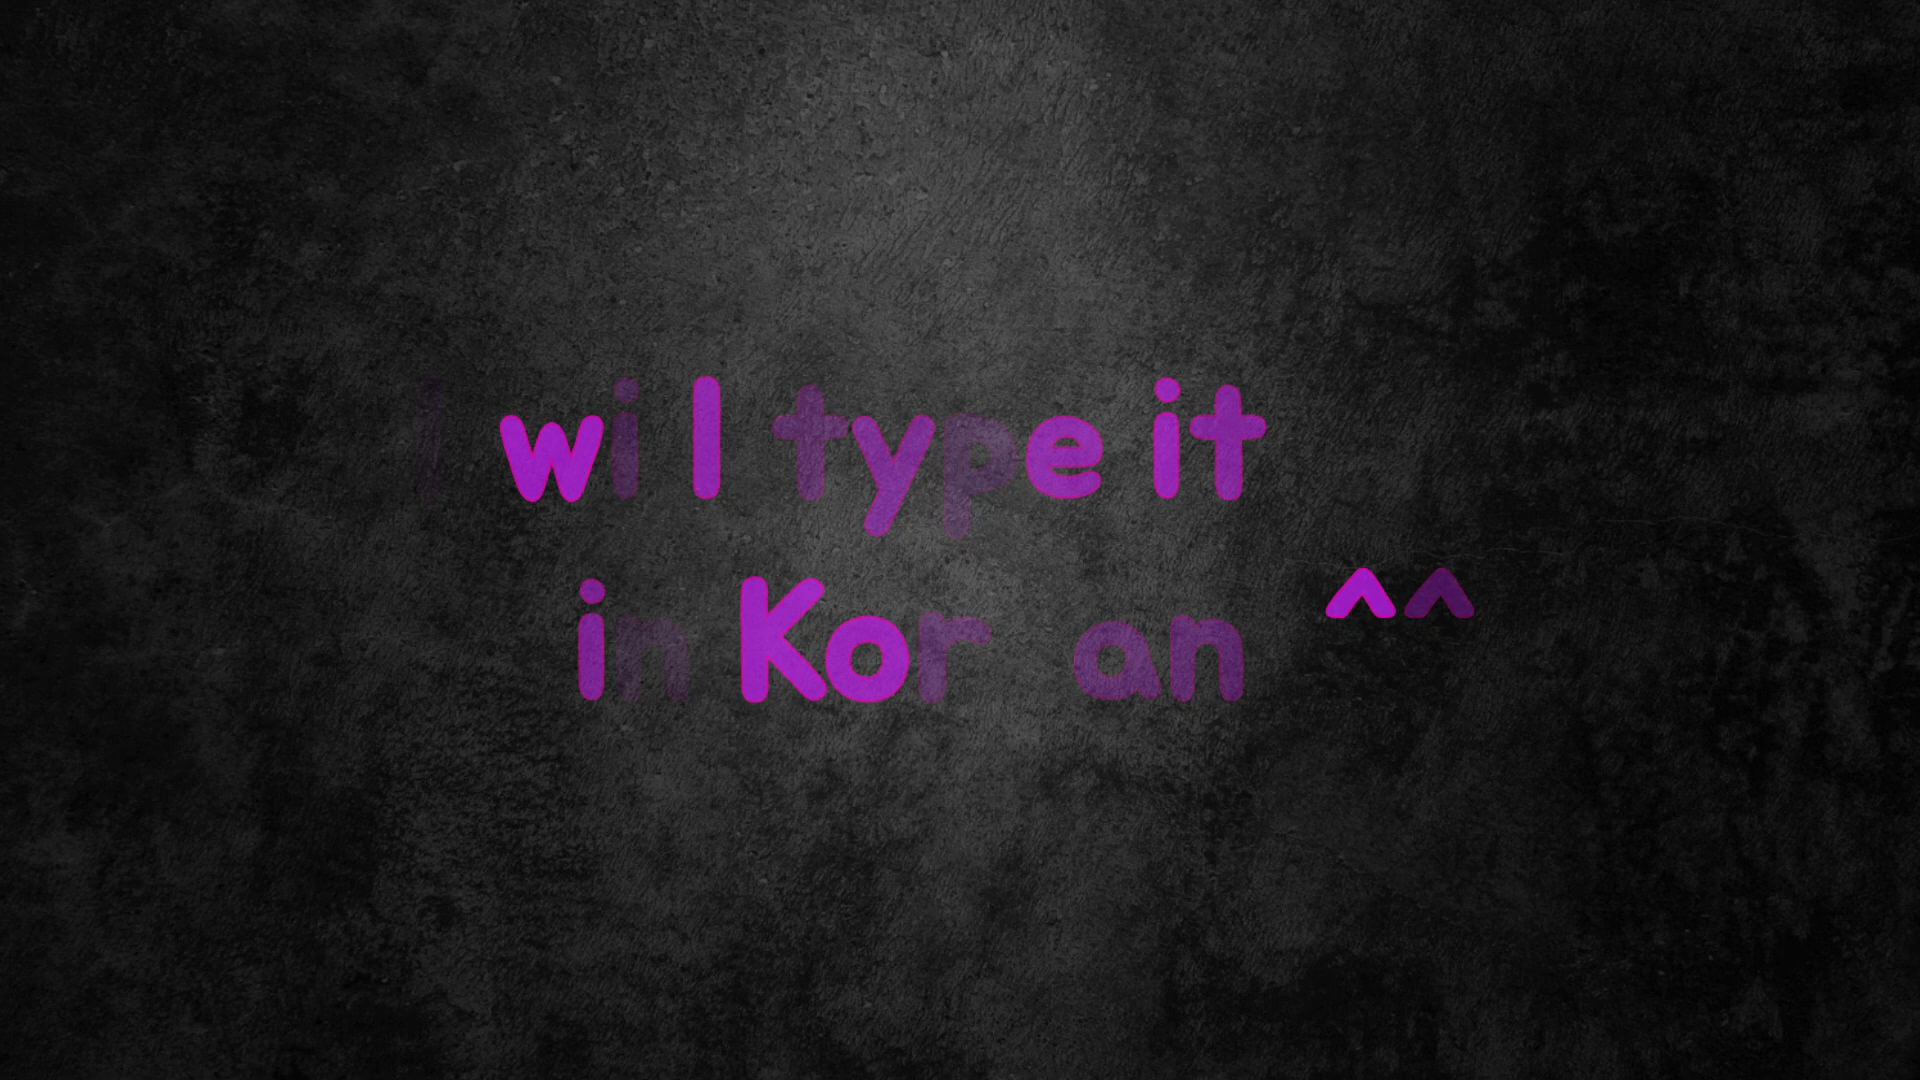 I wi l type it
in Kor an ^^